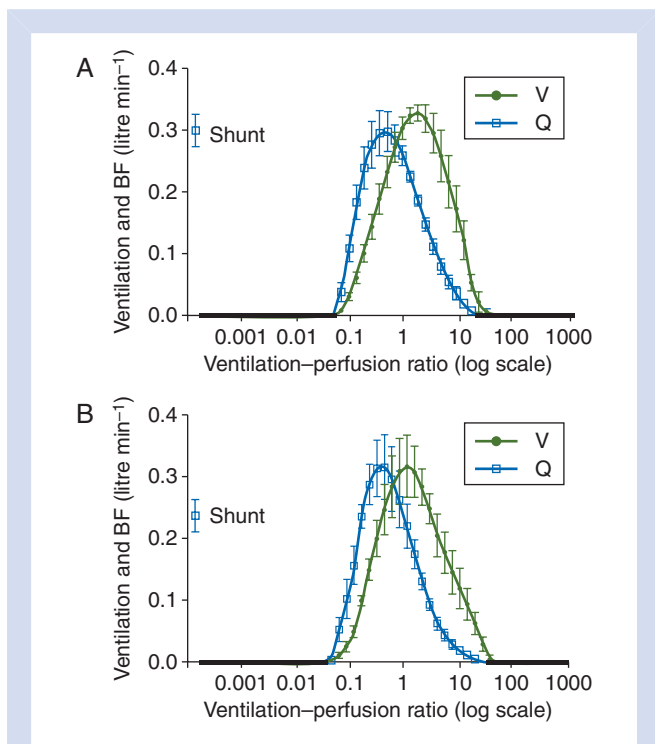 A
Ventilation and BF (litre min⁻¹)
0.4
0.3
0.2
0.1
0.0
Shunt
V
Q
0.001 0.01 0.1 1 10 100 1000
Ventilation–perfusion ratio (log scale)
B
Ventilation and BF (litre min⁻¹)
0.4
0.3
0.2
0.1
0.0
Shunt
V
Q
0.001 0.01 0.1 1 10 100 1000
Ventilation–perfusion ratio (log scale)